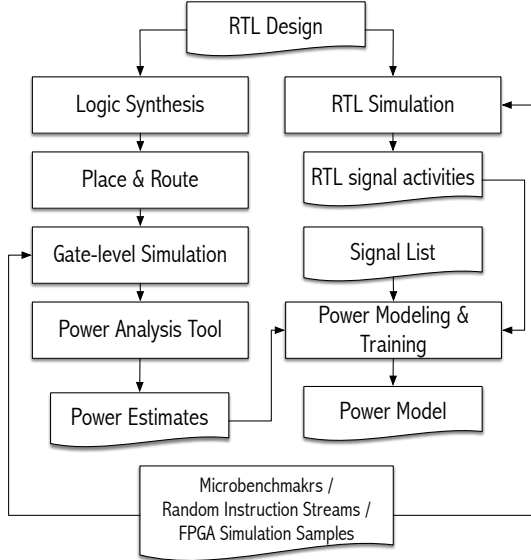 RTL Design
Logic Synthesis
RTL Simulation
Place & Route
RTL signal activities
Gate-level Simulation
Signal List
Power Analysis Tool
Power Modeling &
Training
Power Estimates
Power Model
Microbenchmakrs /
Random Instruction Streams /
FPGA Simulation Samples